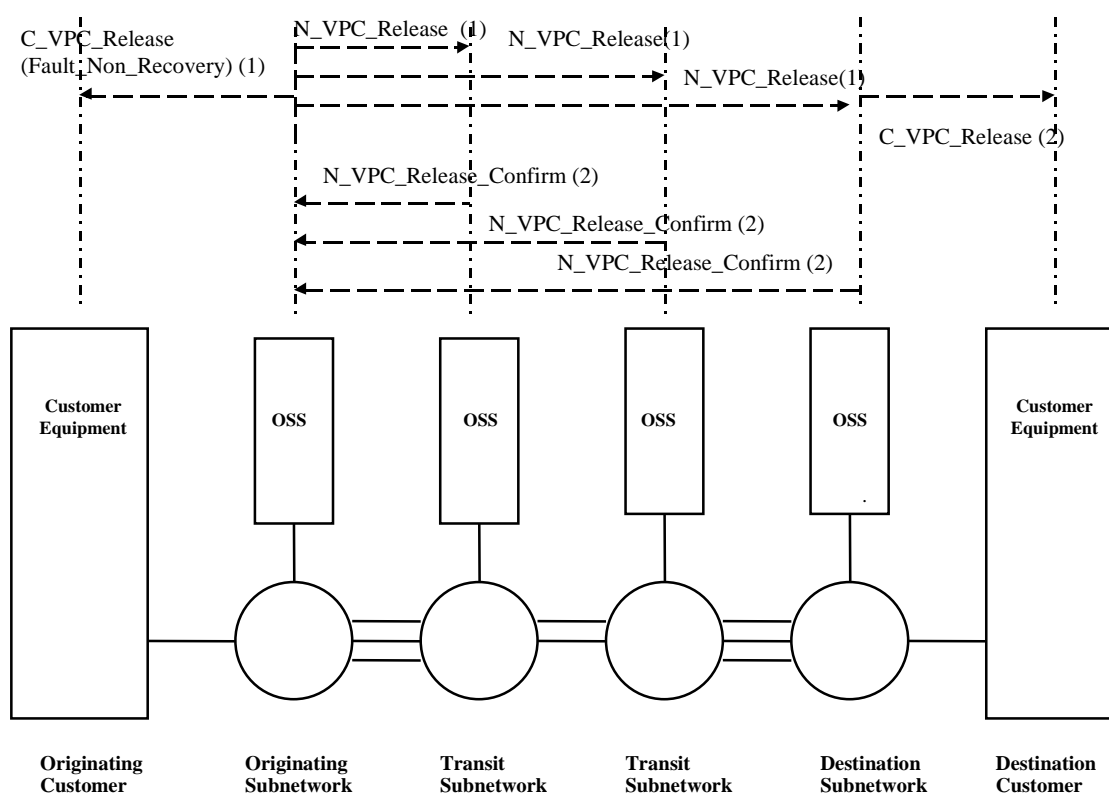 N_VPC_Release (1)
C_VPC_Release
(Fault_Non_Recovery) (1)
N_VPC_Release(1)
N_VPC_Release(1)
C_VPC_Release (2)
N_VPC_Release_Confirm (2)
N_VPC_Release_Confirm (2)
N_VPC_Release_Confirm (2)
Customer
Equipment
OSS
OSS
OSS
OSS
.
Customer
Equipment
Originating
Customer
Originating
Subnetwork
Transit
Subnetwork
Transit
Subnetwork
Destination
Subnetwork
Destination
Customer